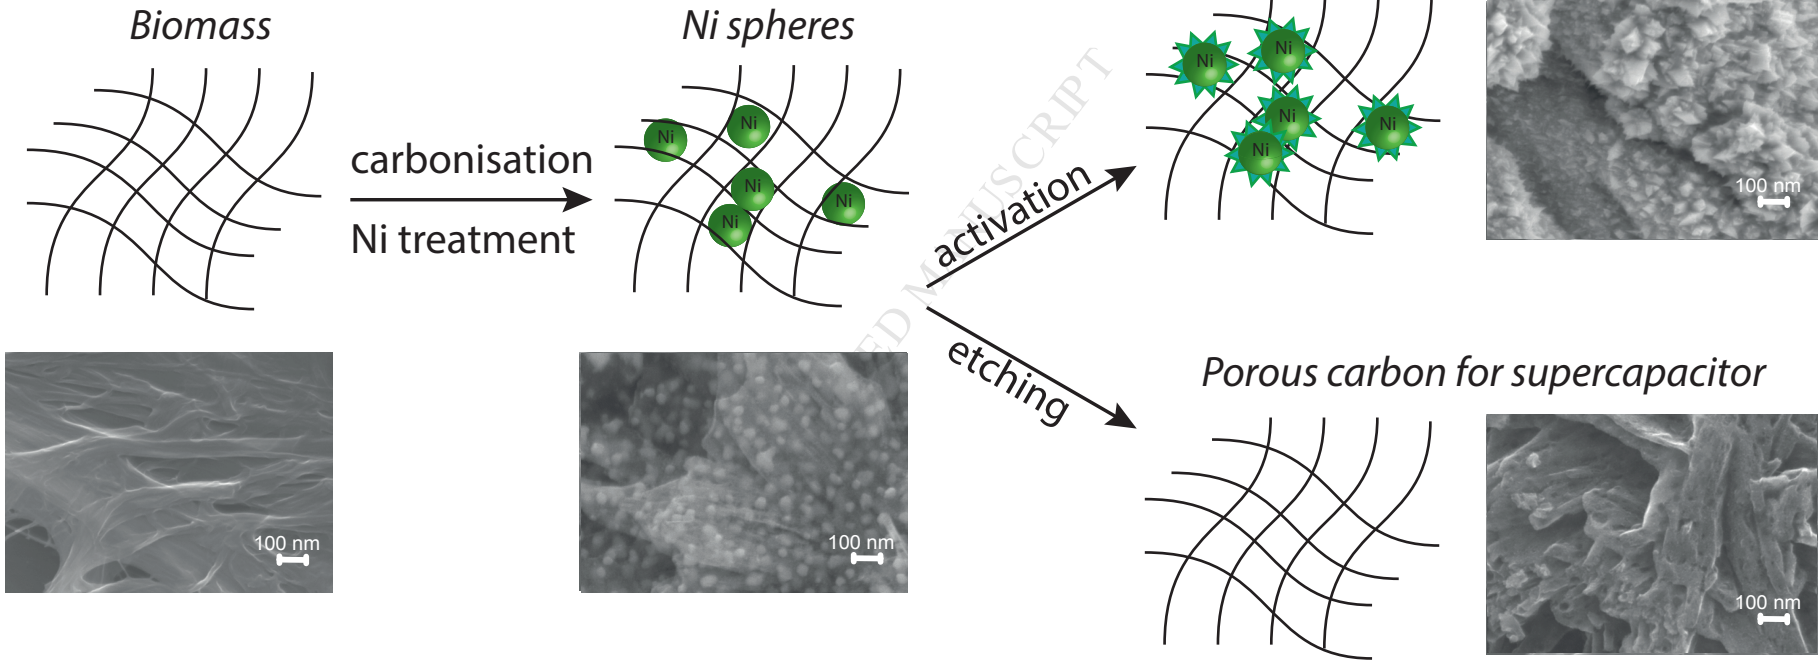 Biomass
Ni spheres
carbonisation
Ni treatment
Ni
Ni
Ni
Ni
Ni
activation
etching
Ni
Ni
Ni
Ni
Ni
100 nm
Porous carbon for supercapacitor
100 nm
100 nm
100 nm
MANUSCRIPT